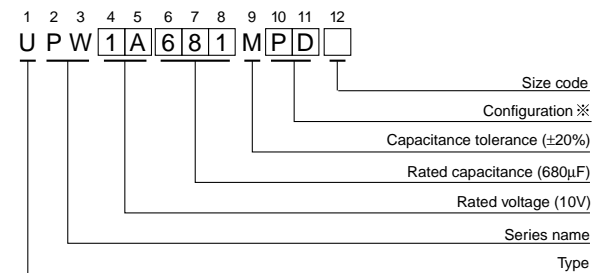 1 2 3 4 5 6 7 8 9 10 11 12
U P W 1 A 6 8 1 M P D
Size code
Configuration ※
Capacitance tolerance (±20%)
Rated capacitance (680µF)
Rated voltage (10V)
Series name
Type